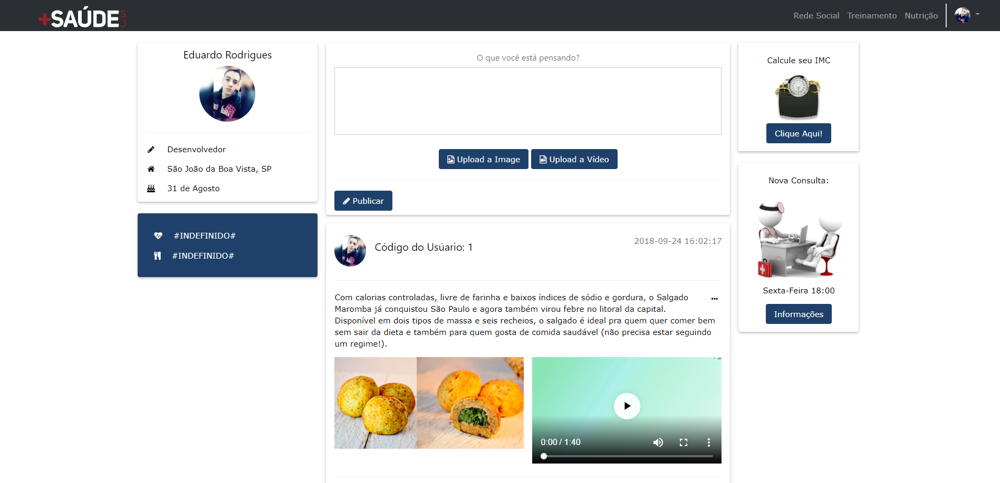 +SAÚDE SJ
Rede Social Treinamento Nutrição
Eduardo Rodrigues
Desenvolvedor
São João da Boa Vista, SP
31 de Agosto
#INDEFINIDO#
#INDEFINIDO#
O que você está pensando?
Upload a Image Upload a Vídeo
Publicar
Código do Usúario: 1
2018-09-24 16:02:17
Com calorias controladas, livre de farinha e baixos índices de sódio e gordura, o Salgado
Maromba já conquistou São Paulo e agora também virou febre no litoral da capital.
Disponível em dois tipos de massa e seis recheios, o salgado é ideal pra quem quer comer bem
sem sair da dieta e também para quem gosta de comida saudável (não precisa estar seguindo
um regime!).
0:00 / 1:40
Calcule seu IMC
Clique Aqui!
Nova Consulta:
Sexta-Feira 18:00
Informações